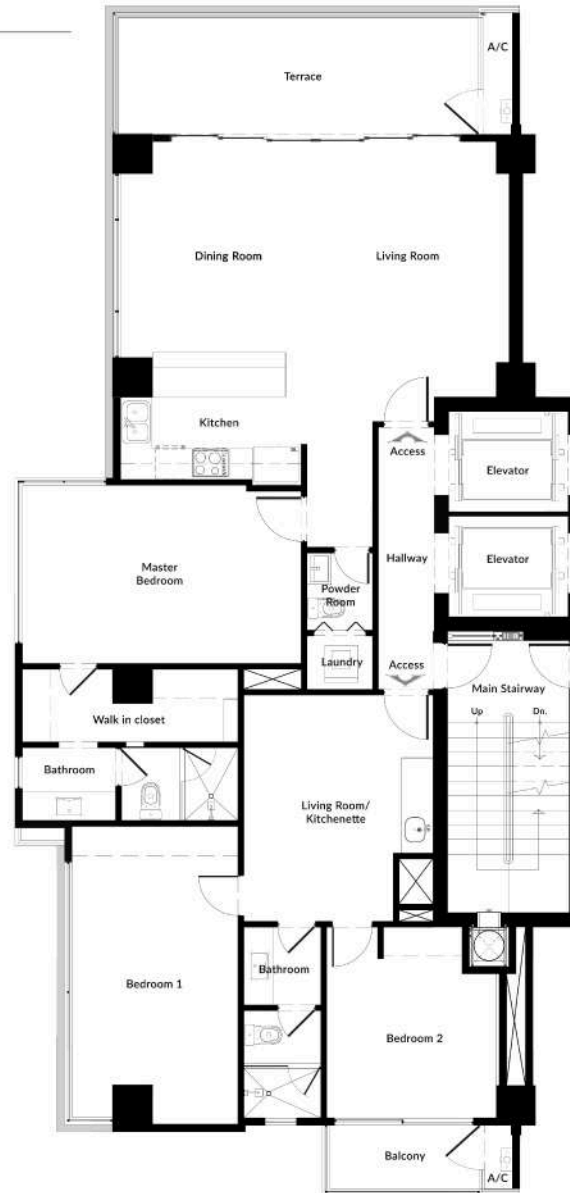 A/C
Terrace
Dining Room
Living Room
Kitchen
Access
Elevator
Master
Bedroom
Hallway
Elevator
Powder
Room
Laundry
Access
Main Stairway
Walk in closet
Up
Dn.
Bathroom
Living Room/
Kitchenette
Bathroom
Bedroom 1
Bedroom 2
Balcony
A/C